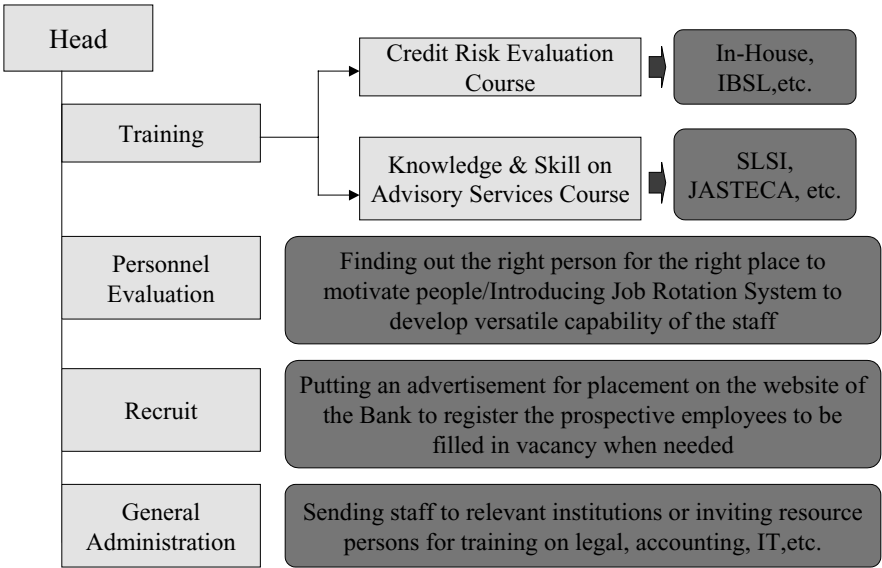 Head
Training
Credit Risk Evaluation
Course
In-House,
IBSL,etc.
Knowledge & Skill on
Advisory Services Course
SLSI,
JASTECA, etc.
Personnel
Evaluation
Finding out the right person for the right place to
motivate people/Introducing Job Rotation System to
develop versatile capability of the staff
Recruit
Putting an advertisement for placement on the website of
the Bank to register the prospective employees to be
filled in vacancy when needed
General
Administration
Sending staff to relevant institutions or inviting resource
persons for training on legal, accounting, IT,etc.